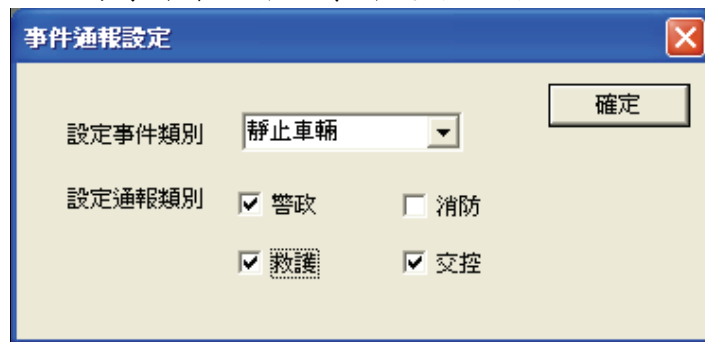 事件通報設定
確定
設定事件類別 靜止車輛
設定通報類別 警政 消防
救護 交控